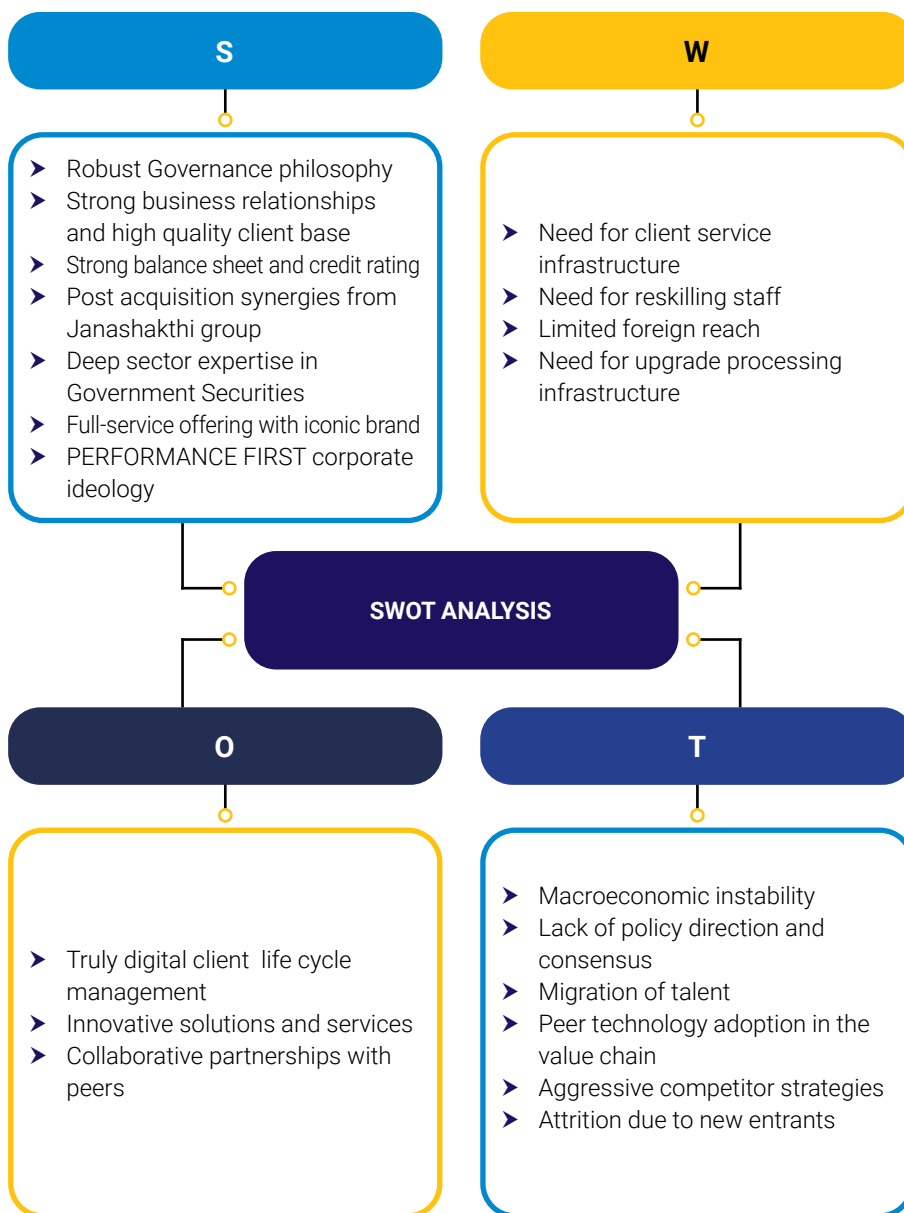 S
Robust Governance philosophy
Strong business relationships
and high quality client base
Strong balance sheet and credit rating
Post acquisition synergies from
Janashakthi group
Deep sector expertise in
Government Securities
Full-service offering with iconic brand
PERFORMANCE FIRST corporate
ideology
W
Need for client service
infrastructure
Need for reskilling staff
Limited foreign reach
Need for upgrade processing
infrastructure
SWOT ANALYSIS
O
Truly digital client life cycle
management
Innovative solutions and services
Collaborative partnerships with
peers
T
Macroeconomic instability
Lack of policy direction and
consensus
Migration of talent
Peer technology adoption in the
value chain
Aggressive competitor strategies
Attrition due to new entrants